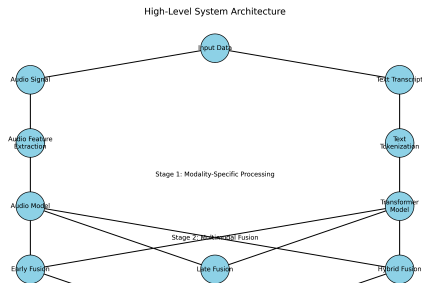 High-Level System Architecture
Input Data
Audio Signal
Text Transcript
Audio Feature
Extraction
Text
Tokenization
Stage 1: Modality-Specific Processing
Audio Model
Transformer
Model
Stage 2: Multimodal Fusion
Early Fusion
Late Fusion
Hybrid Fusion